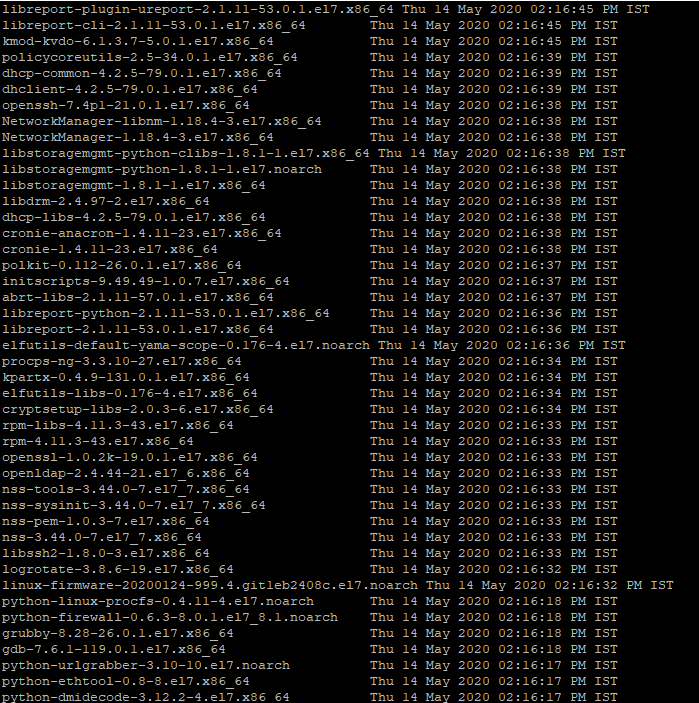 libreport-plugin-ureport-2.1.11-53.0.1.el7.x86_64 Thu 14 May 2020 02:16:45 PM IST
libreport-cli-2.1.11-53.0.1.el7.x86_64 Thu 14 May 2020 02:16:45 PM IST
kmod-kvdo-6.1.3.7-5.0.1.el7.x86_64 Thu 14 May 2020 02:16:45 PM IST
policycoreutils-2.5-34.0.1.el7.x86_64 Thu 14 May 2020 02:16:39 PM IST
dhcp-common-4.2.5-79.0.1.el7.x86_64 Thu 14 May 2020 02:16:39 PM IST
dhclient-4.2.5-79.0.1.el7.x86_64 Thu 14 May 2020 02:16:39 PM IST
openssh-7.4p1-21.0.1.el7.x86_64 Thu 14 May 2020 02:16:38 PM IST
NetworkManager-libnm-1.18.4-3.el7.x86_64 Thu 14 May 2020 02:16:38 PM IST
NetworkManager-1.18.4-3.el7.x86_64 Thu 14 May 2020 02:16:38 PM IST
libstoragemgmt-python-clibs-1.8.1-1.el7.x86_64 Thu 14 May 2020 02:16:38 PM IST
libstoragemgmt-python-1.8.1-1.el7.noarch Thu 14 May 2020 02:16:38 PM IST
libstoragemgmt-1.8.1-1.el7.x86_64 Thu 14 May 2020 02:16:38 PM IST
libdrm-2.4.97-2.el7.x86_64 Thu 14 May 2020 02:16:38 PM IST
dhcp-libs-4.2.5-79.0.1.el7.x86_64 Thu 14 May 2020 02:16:38 PM IST
cronie-anacron-1.4.11-23.el7.x86_64 Thu 14 May 2020 02:16:38 PM IST
cronie-1.4.11-23.el7.x86_64 Thu 14 May 2020 02:16:38 PM IST
polkit-0.112-26.0.1.el7.x86_64 Thu 14 May 2020 02:16:37 PM IST
initscripts-9.49.49-1.0.7.el7.x86_64 Thu 14 May 2020 02:16:37 PM IST
abrt-libs-2.1.11-57.0.1.el7.x86_64 Thu 14 May 2020 02:16:37 PM IST
libreport-python-2.1.11-53.0.1.el7.x86_64 Thu 14 May 2020 02:16:36 PM IST
libreport-2.1.11-53.0.1.el7.x86_64 Thu 14 May 2020 02:16:36 PM IST
elfutils-default-yama-scope-0.176-4.el7.noarch Thu 14 May 2020 02:16:36 PM IST
procps-ng-3.3.10-27.el7.x86_64 Thu 14 May 2020 02:16:34 PM IST
kpartx-0.4.9-131.0.1.el7.x86_64 Thu 14 May 2020 02:16:34 PM IST
elfutils-libs-0.176-4.el7.x86_64 Thu 14 May 2020 02:16:34 PM IST
cryptsetup-libs-2.0.3-6.el7.x86_64 Thu 14 May 2020 02:16:34 PM IST
rpm-libs-4.11.3-43.el7.x86_64 Thu 14 May 2020 02:16:33 PM IST
rpm-4.11.3-43.el7.x86_64 Thu 14 May 2020 02:16:33 PM IST
openssl-1.0.2k-19.0.1.el7.x86_64 Thu 14 May 2020 02:16:33 PM IST
openldap-2.4.44-21.el7_6.x86_64 Thu 14 May 2020 02:16:33 PM IST
nss-tools-3.44.0-7.el7_7.x86_64 Thu 14 May 2020 02:16:33 PM IST
nss-sysinit-3.44.0-7.el7_7.x86_64 Thu 14 May 2020 02:16:33 PM IST
nss-pem-1.0.3-7.el7.x86_64 Thu 14 May 2020 02:16:33 PM IST
nss-3.44.0-7.el7_7.x86_64 Thu 14 May 2020 02:16:33 PM IST
libssh2-1.8.0-3.el7.x86_64 Thu 14 May 2020 02:16:33 PM IST
logrotate-3.8.6-19.el7.x86_64 Thu 14 May 2020 02:16:32 PM IST
linux-firmware-20200124-999.4.git1eb2408c.el7.noarch Thu 14 May 2020 02:16:32 PM IST
python-linux-procfs-0.4.11-4.el7.noarch Thu 14 May 2020 02:16:18 PM IST
python-firewall-0.6.3-8.0.1.el7_8.1.noarch Thu 14 May 2020 02:16:18 PM IST
grubby-8.28-26.0.1.el7.x86_64 Thu 14 May 2020 02:16:18 PM IST
gdb-7.6.1-119.0.1.el7.x86_64 Thu 14 May 2020 02:16:18 PM IST
python-urlgrabber-3.10-10.el7.noarch Thu 14 May 2020 02:16:17 PM IST
python-ethtool-0.8-8.el7.x86_64 Thu 14 May 2020 02:16:17 PM IST
python-dmidecode-3.12.2-4.el7.x86_64 Thu 14 May 2020 02:16:17 PM IST